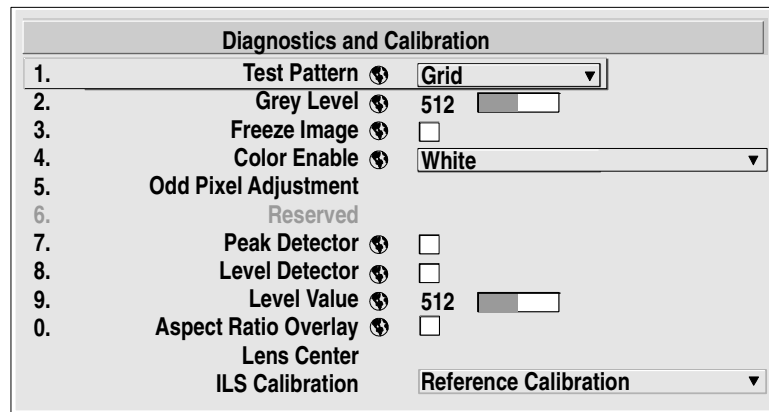 Diagnostics and Calibration
1. Test Pattern Grid
2. Grey Level 512
3. Freeze Image
4. Color Enable White
5. Odd Pixel Adjustment
6. Reserved
7. Peak Detector
8. Level Detector
9. Level Value 512
0. Aspect Ratio Overlay
Lens Center
ILS Calibration Reference Calibration